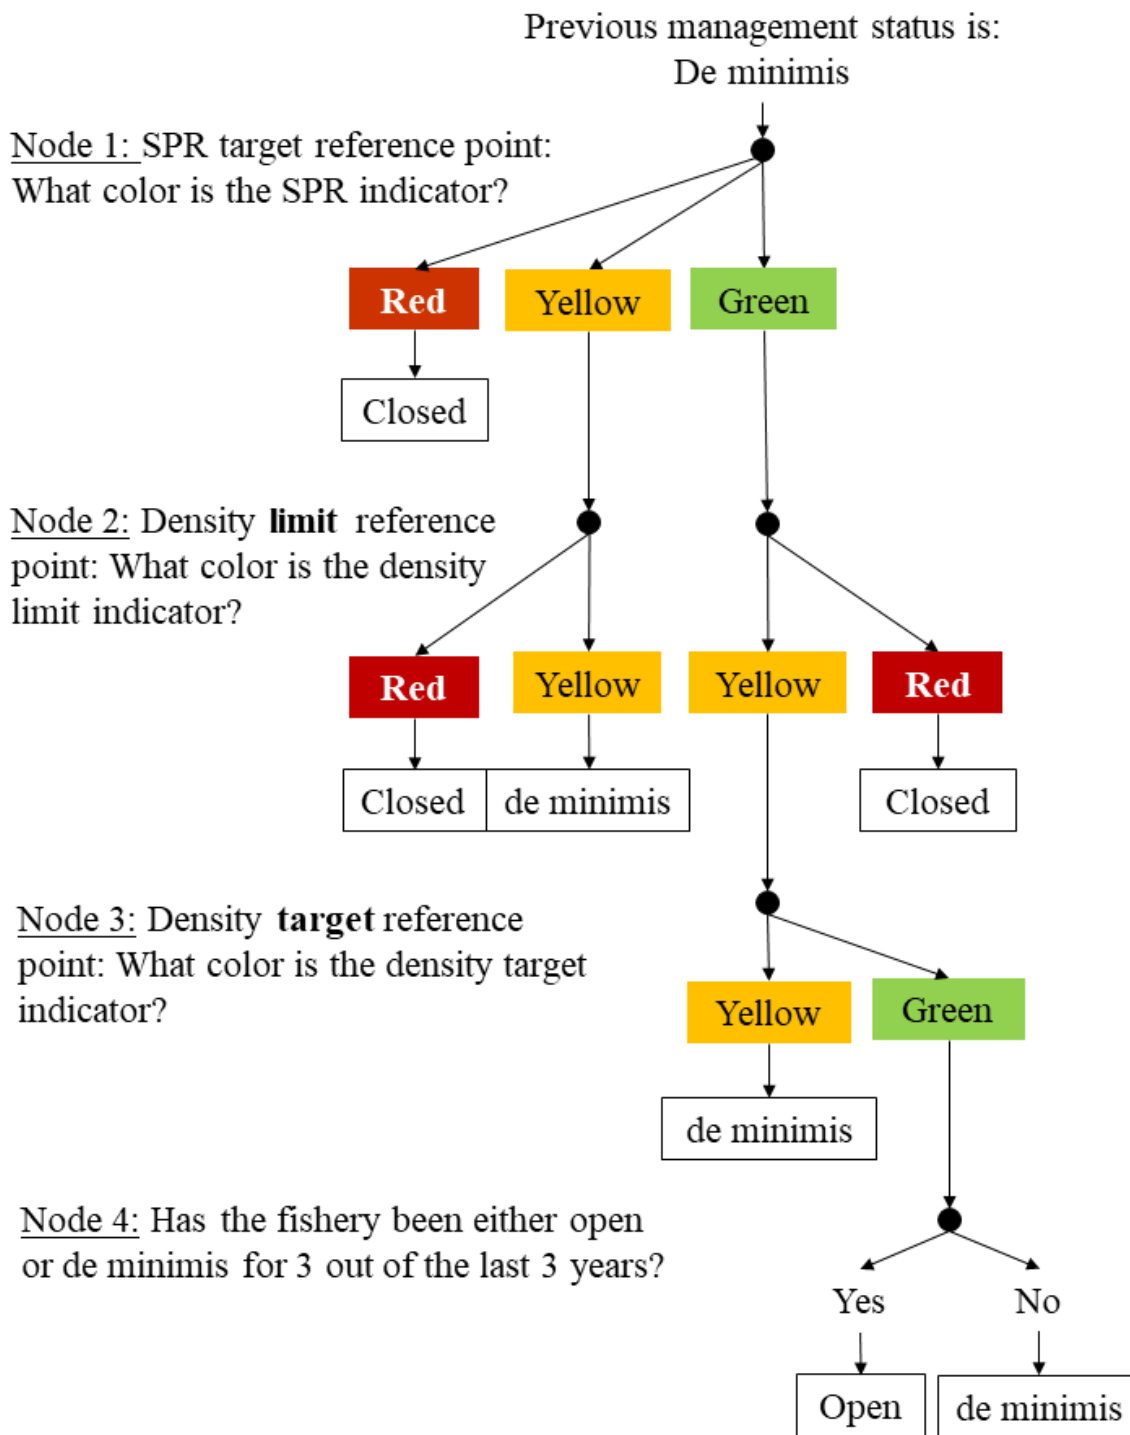 Previous management status is:
De minimis
Node 1: SPR target reference point:
What color is the SPR indicator?
Red
Yellow
Green
Closed
Node 2: Density limit reference
point: What color is the density
limit indicator?
Red
Yellow
Yellow
Red
Closed
de minimis
Closed
Node 3: Density target reference
point: What color is the density target
indicator?
Yellow
Green
de minimis
Node 4: Has the fishery been either open
or de minimis for 3 out of the last 3 years?
Yes
No
Open
de minimis